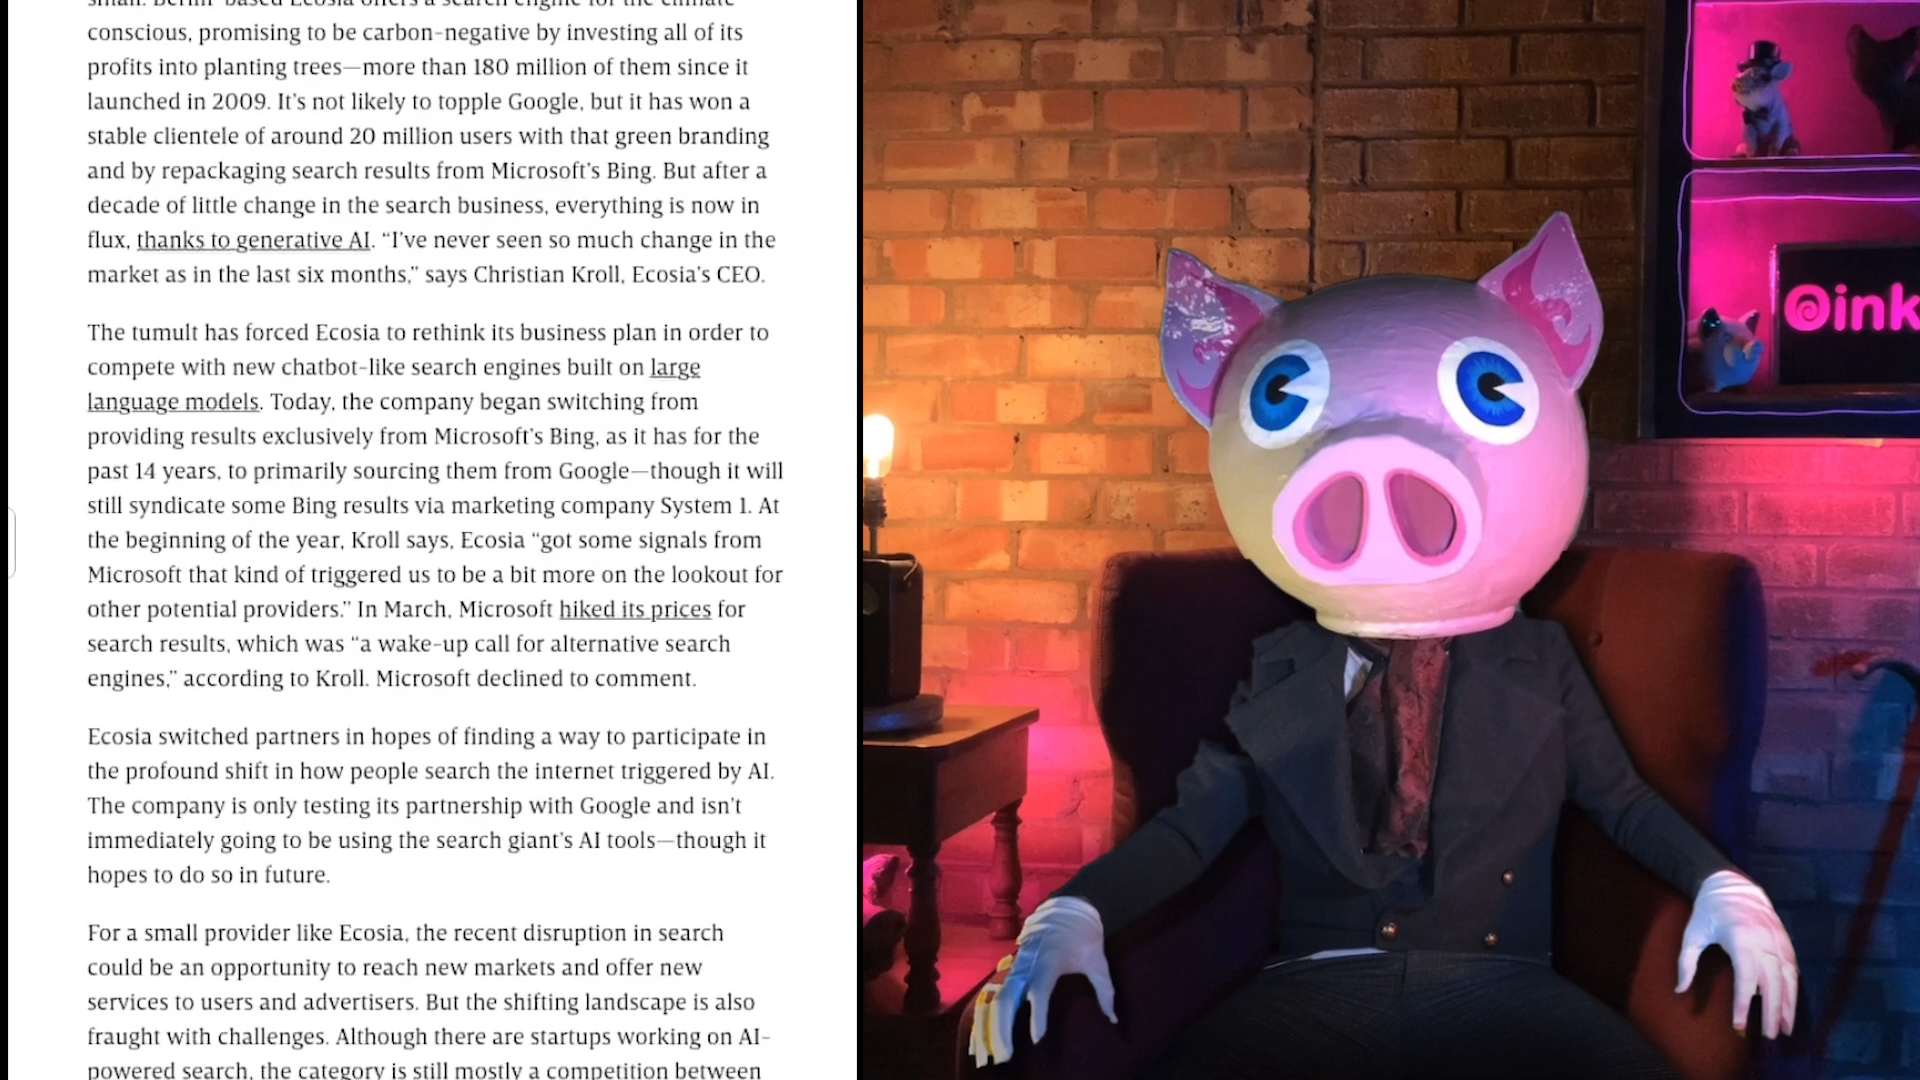 small. Berlin-based Ecosia offers a search engine for the climate
conscious, promising to be carbon-negative by investing all of its
profits into planting trees—more than 180 million of them since it
launched in 2009. It's not likely to topple Google, but it has won a
stable clientele of around 20 million users with that green branding
and by repackaging search results from Microsoft's Bing. But after a
decade of little change in the search business, everything is now in
flux, thanks to generative AI. “I've never seen so much change in the
market as in the last six months,” says Christian Kroll, Ecosia's CEO.
The tumult has forced Ecosia to rethink its business plan in order to
compete with new chatbot-like search engines built on large
language models. Today, the company began switching from
providing results exclusively from Microsoft's Bing, as it has for the
past 14 years, to primarily sourcing them from Google—though it will
still syndicate some Bing results via marketing company System 1. At
the beginning of the year, Kroll says, Ecosia “got some signals from
Microsoft that kind of triggered us to be a bit more on the lookout for
other potential providers.” In March, Microsoft hiked its prices for
search results, which was “a wake-up call for alternative search
engines,” according to Kroll. Microsoft declined to comment.
Ecosia switched partners in hopes of finding a way to participate in
the profound shift in how people search the internet triggered by AI.
The company is only testing its partnership with Google and isn't
immediately going to be using the search giant's AI tools—though it
hopes to do so in future.
For a small provider like Ecosia, the recent disruption in search
could be an opportunity to reach new markets and offer new
services to users and advertisers. But the shifting landscape is also
fraught with challenges. Although there are startups working on AI-
powered search, the category is still mostly a competition between
Oink